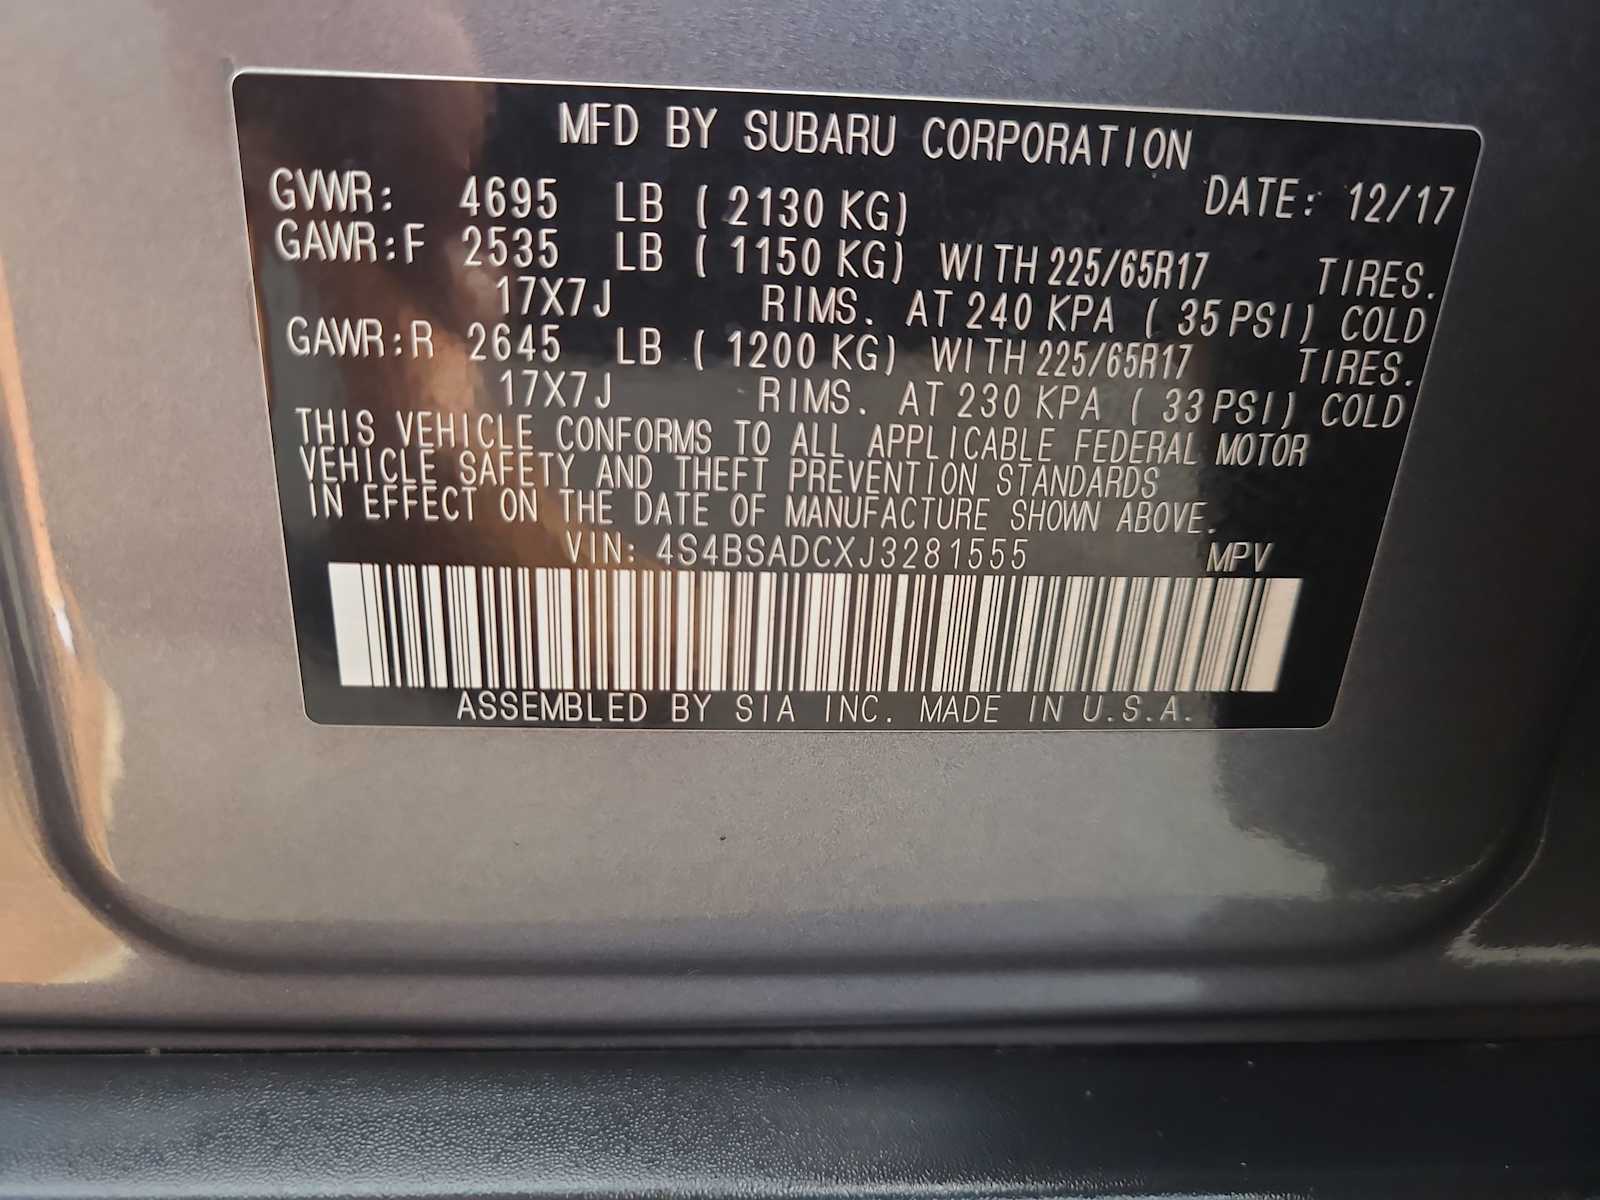 MFD BY SUBARU CORPORATION
GVWR: 4695 LB ( 2130 KG) DATE: 12/17
GAWR:F 2535 LB ( 1150 KG) WITH 225/65R17 TIRES.
17X7J RIMS. AT 240 KPA ( 35 PSI) COLD
GAWR:R 2645 LB ( 1200 KG) WITH 225/65R17 TIRES.
17X7J RIMS. AT 230 KPA ( 33 PSI) COLD
THIS VEHICLE CONFORMS TO ALL APPLICABLE FEDERAL MOTOR
VEHICLE SAFETY AND THEFT PREVENTION STANDARDS
IN EFFECT ON THE DATE OF MANUFACTURE SHOWN ABOVE.
VIN: 4S4BSADCXJ3281555 MPV
ASSEMBLED BY SIA INC. MADE IN U.S.A.